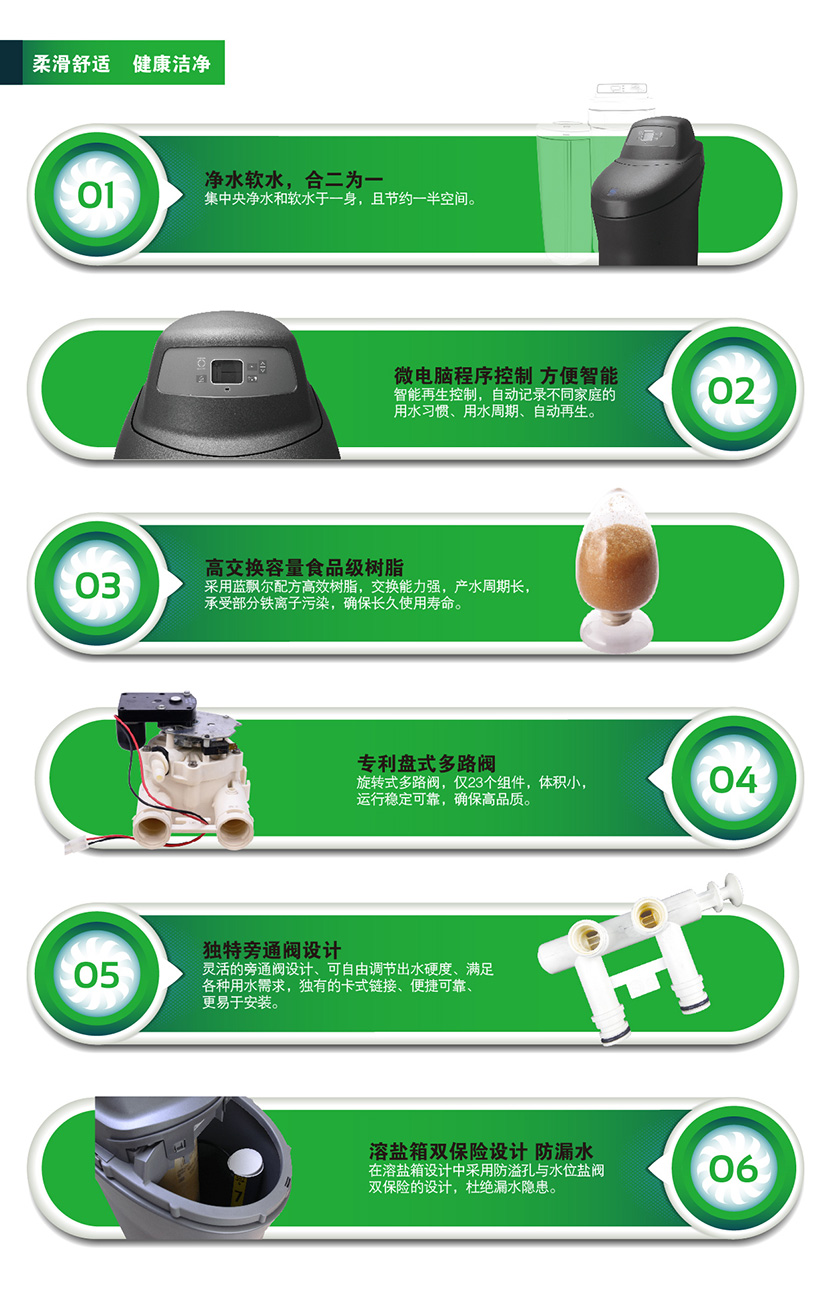 柔滑舒适 健康洁净
01
净水软水，合二为一
集中央净水和软水于一身，且节约一半空间。
微电脑程序控制 方便智能
智能再生控制，自动记录不同家庭的
用水习惯、用水周期、自动再生。
02
03
高交换容量食品级树脂
采用蓝飘尔配方高效树脂，交换能力强，产水周期长，
承受部分铁离子污染，确保长久使用寿命。
专利盘式多路阀
旋转式多路阀，仅23个组件，体积小，
运行稳定可靠，确保高品质。
04
05
独特旁通阀设计
灵活的旁通阀设计、可自由调节出水硬度、满足
各种用水需求，独有的卡式链接、便捷可靠、
更易于安装。
溶盐箱双保险设计 防漏水
在溶盐箱设计中采用防溢孔与水位盐阀
双保险的设计，杜绝漏水隐患。
06